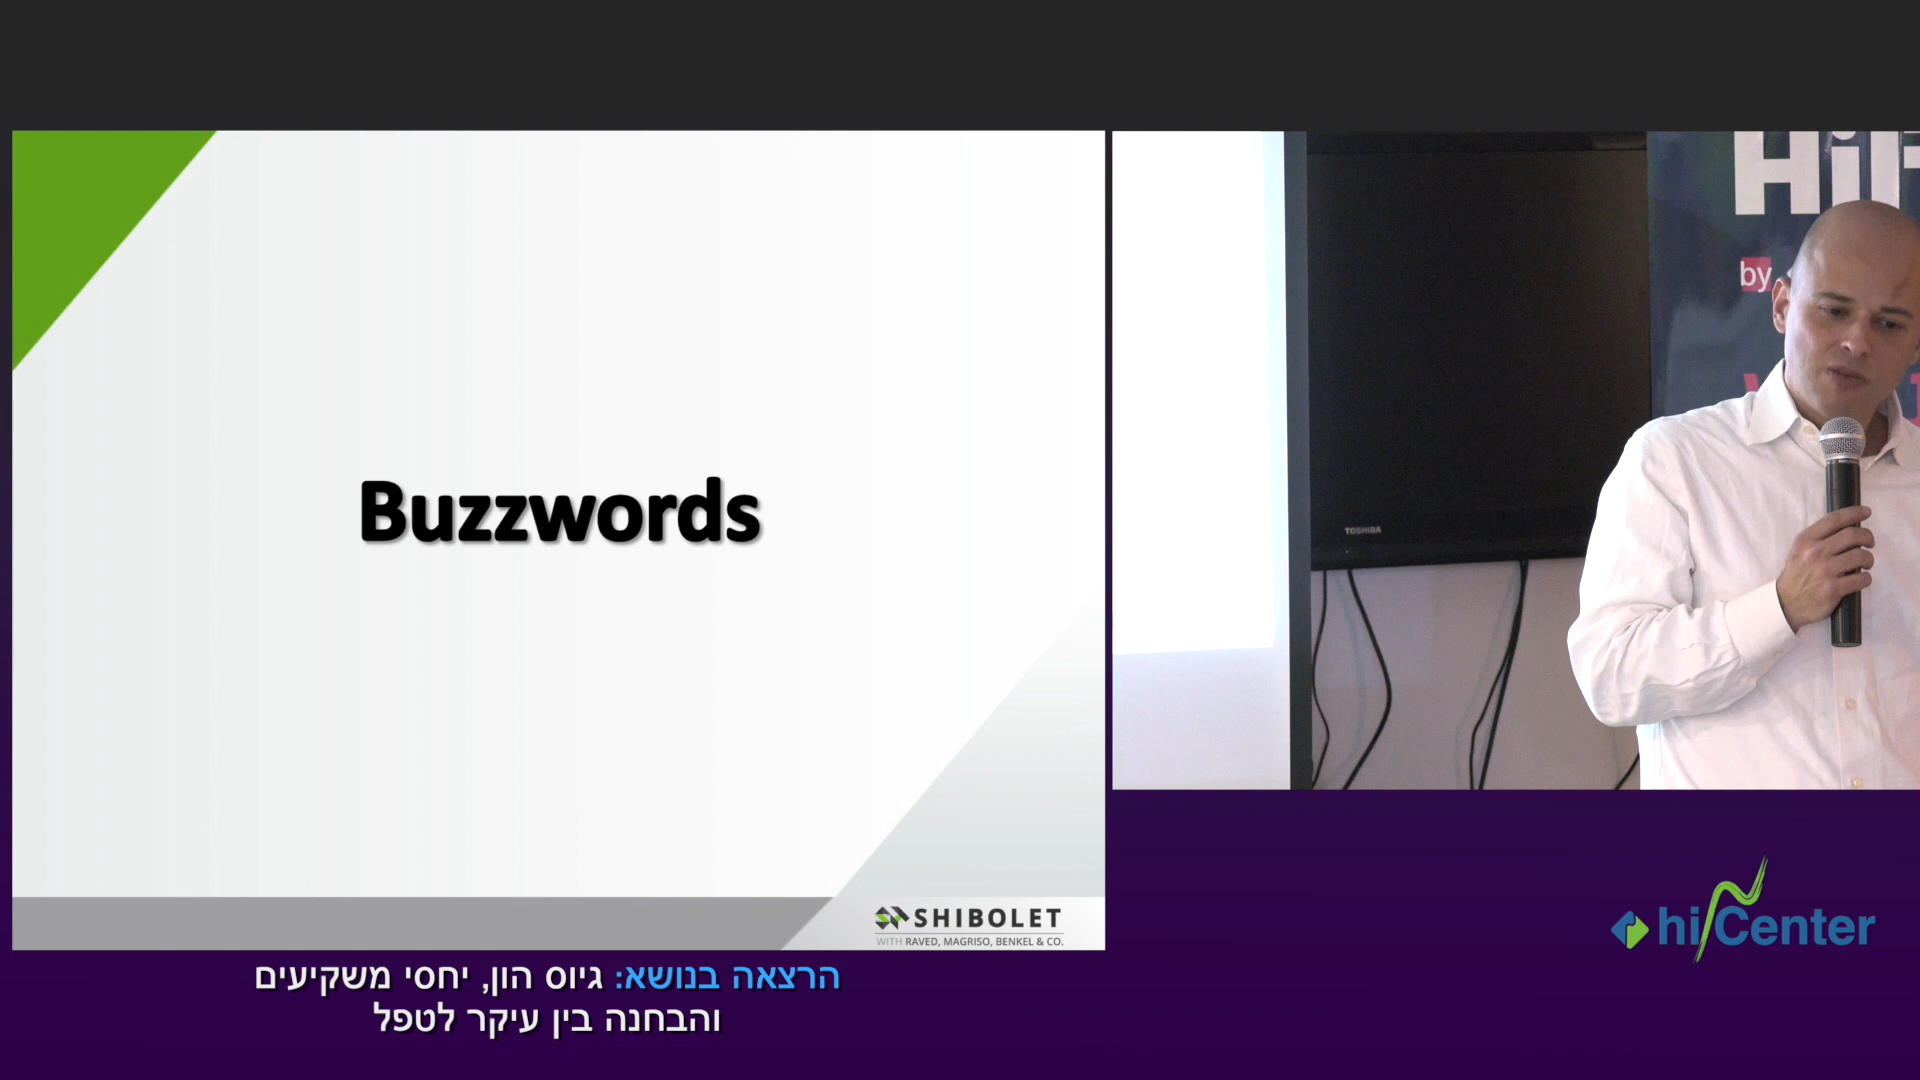 Buzzwords
SHIBOLET
WITH RAVED, MAGRISO, BENKEL & CO.
by
TOSHIBA
hiCenter
הרצאה בנושא: גיוס הון, יחסי משקיעים
והבחנה בין עיקר לטפל